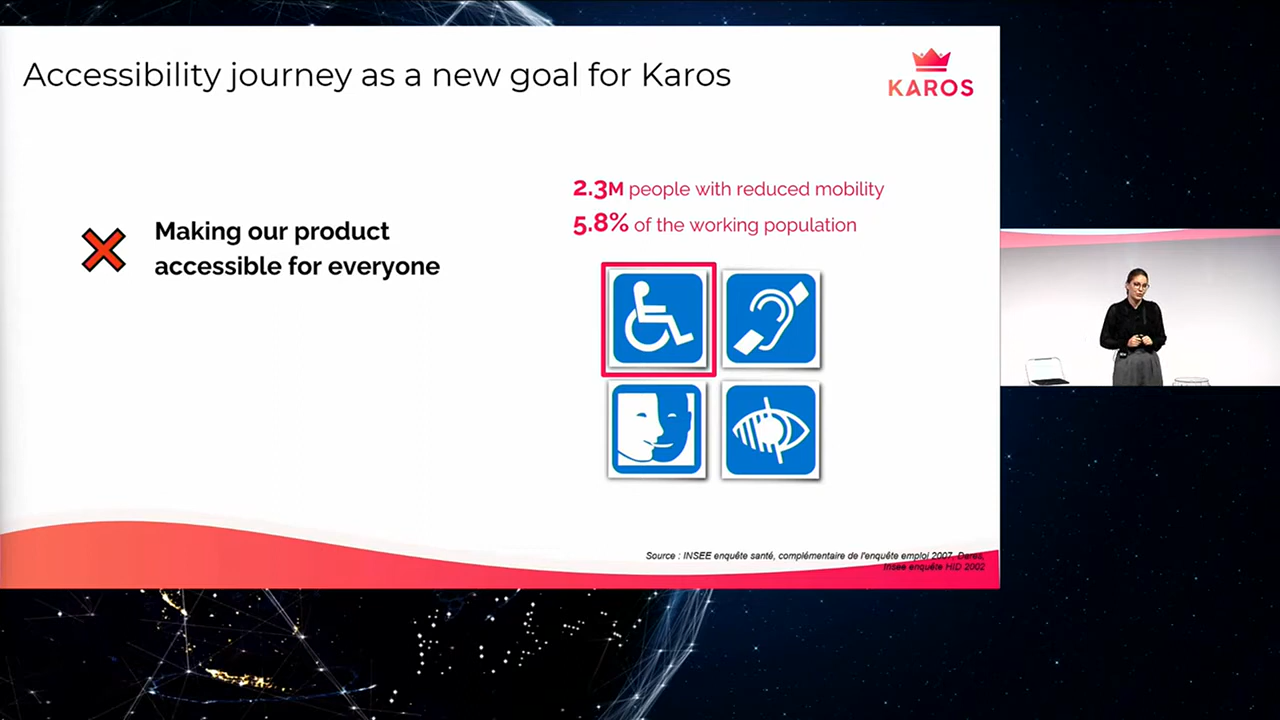 Accessibility journey as a new goal for Karos
KAROS
2.3M people with reduced mobility
5.8% of the working population
Making our product
accessible for everyone
Source : INSEE enquête santé, complémentaire de l'enquête emploi 2007, Dares,
Insee enquête HID 2002